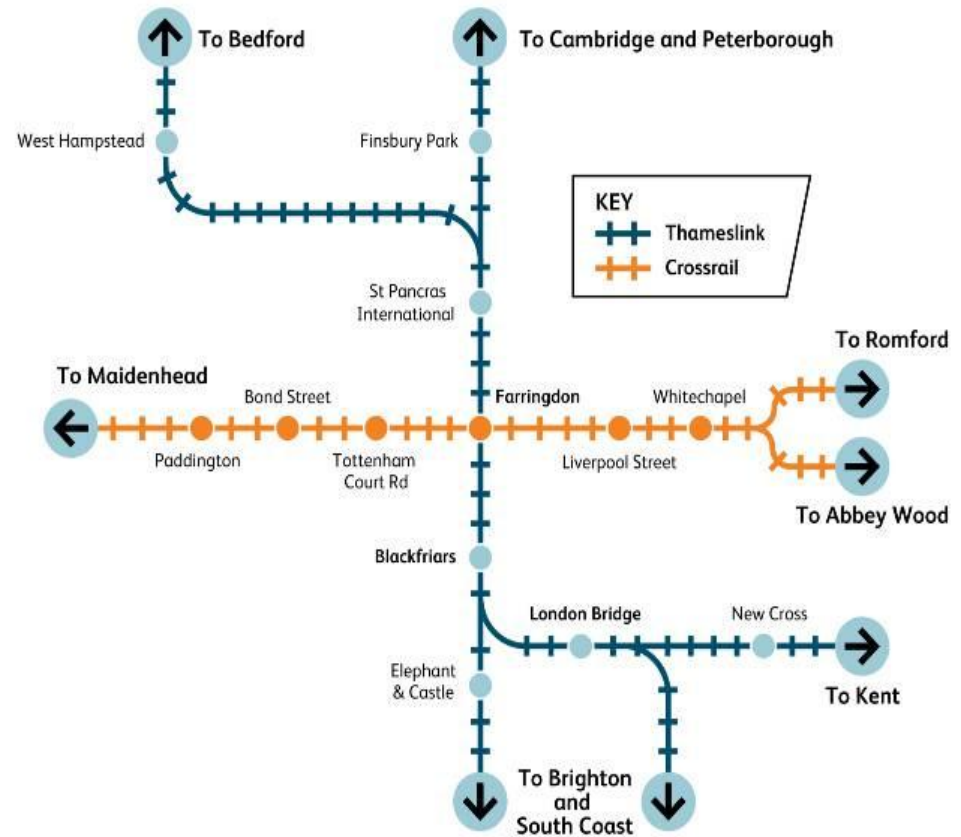 To Bedford
To Cambridge and Peterborough
West Hampstead
Finsbury Park
KEY
Thameslink
Crossrail
St Pancras
International
To Romford
To Maidenhead
Bond Street
Farringdon
Whitechapel
Paddington
Tottenham
Court Rd
Liverpool Street
To Abbey Wood
Blackfriars
London Bridge
New Cross
Elephant
& Castle
To Kent
To Brighton
and
South Coast